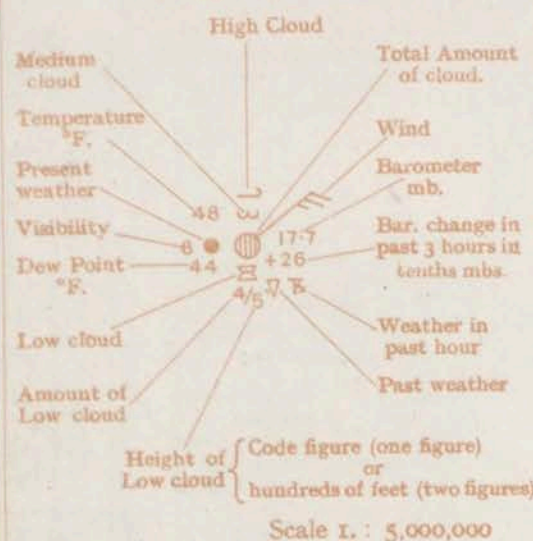 High Cloud
Medium
cloud
Total Amount
of cloud.
Temperature
°F.
Wind
Present
weather
Barometer
mb.
48
Visibility
6
17·7
Bar. change in
past 3 hours in
tenths mbs.
Dew Point
°F.
44
+26
4/5
Low cloud
Weather in
past hour
Amount of
Low cloud
Past weather
Height of
Low cloud
Code figure (one figure)
or
hundreds of feet (two figures)
Scale 1. : 5,000,000